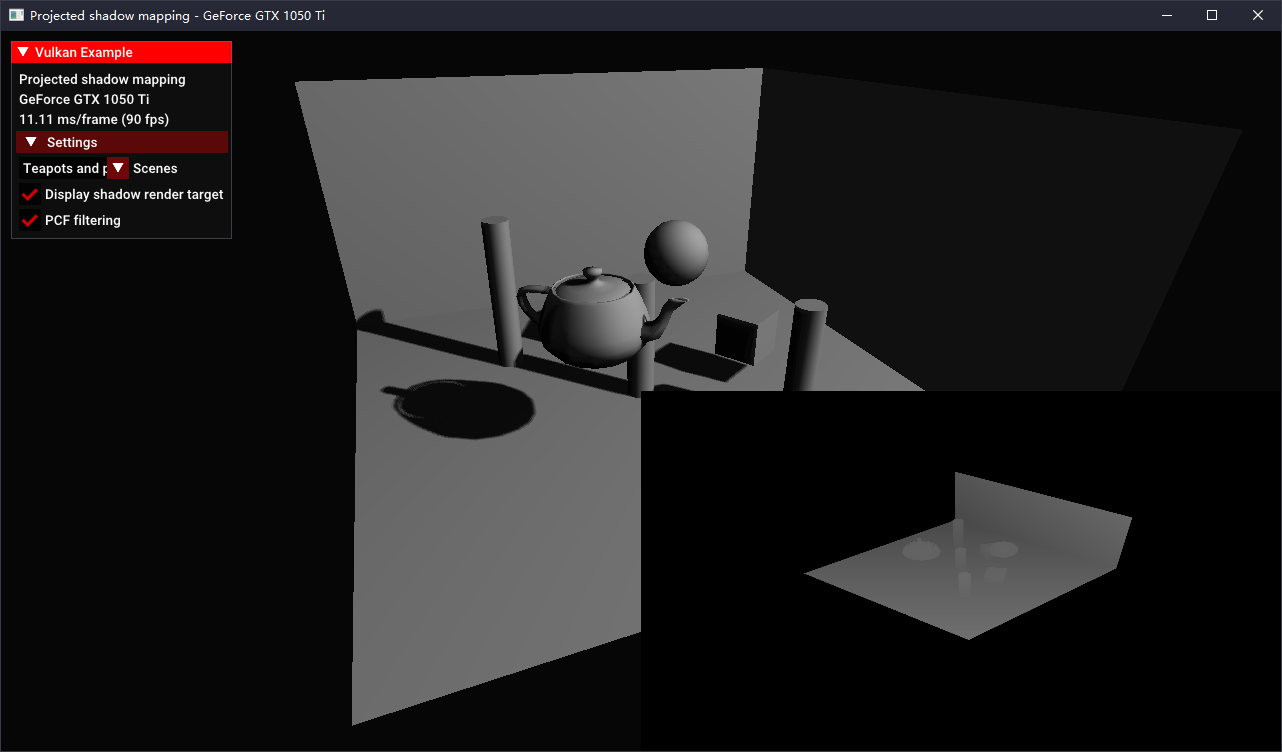 Projected shadow mapping - GeForce GTX 1050 Ti
Vulkan Example
Projected shadow mapping
GeForce GTX 1050 Ti
11.11 ms/frame (90 fps)
Settings
Teapots and p Scenes
Display shadow render target
PCF filtering